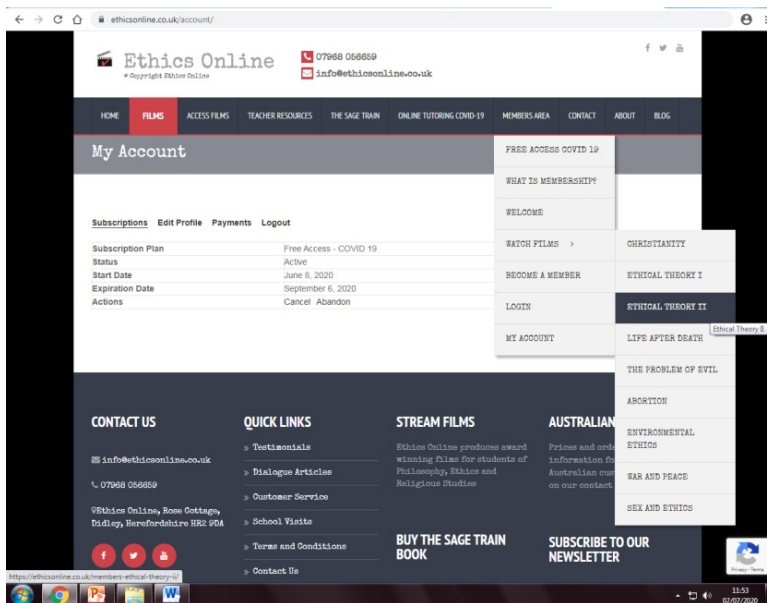 ethicsonline.co.uk/account/
Ethics Online
# Copyright Ethics Online
07968 056659
info@ethicsonline.co.uk
HOME FILMS ACCESS FILMS TEACHER RESOURCES THE SAGE TRAIN ONLINE TUTORING COVID-19 MEMBERS AREA CONTACT ABOUT BLOG
My Account
FREE ACCESS COVID 19
WHAT IS MEMBERSHIP?
WELCOME
WATCH FILMS >
BECOME A MEMBER
LOGIN
MY ACCOUNT
CHRISTIANITY
ETHICAL THEORY I
ETHICAL THEORY II
Ethical Theory II
LIFE AFTER DEATH
THE PROBLEM OF EVIL
ABORTION
ENVIRONMENTAL
ETHICS
WAR AND PEACE
SEX AND ETHICS
Subscriptions Edit Profile Payments Logout
Subscription Plan Free Access - COVID 19
Status Active
Start Date June 6, 2020
Expiration Date September 6, 2020
Actions Cancel Abandon
CONTACT US
info@ethicsonline.co.uk
07968 056659
Ethics Online, Rose Cottage,
Didley, Herefordshire HR2 9DA
QUICK LINKS
» Testimonials
» Dialogue Articles
» Customer Service
» School Visits
» Terms and Conditions
» Contact Us
STREAM FILMS
Ethics Online produces award
winning films for students of
Philosophy, Ethics and
Religious Studies
BUY THE SAGE TRAIN
BOOK
AUSTRALIAN
Prices and
information
Australian
on our contact
SUBSCRIBE TO OUR
NEWSLETTER
Privacy - Terms
https://ethicsonline.co.uk/members-ethical-theory-ii/
11:53
02/07/2020